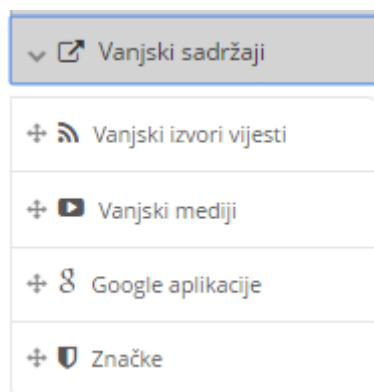 Vanjski sadržaji
Vanjski izvori vijesti
Vanjski mediji
Google aplikacije
Značke